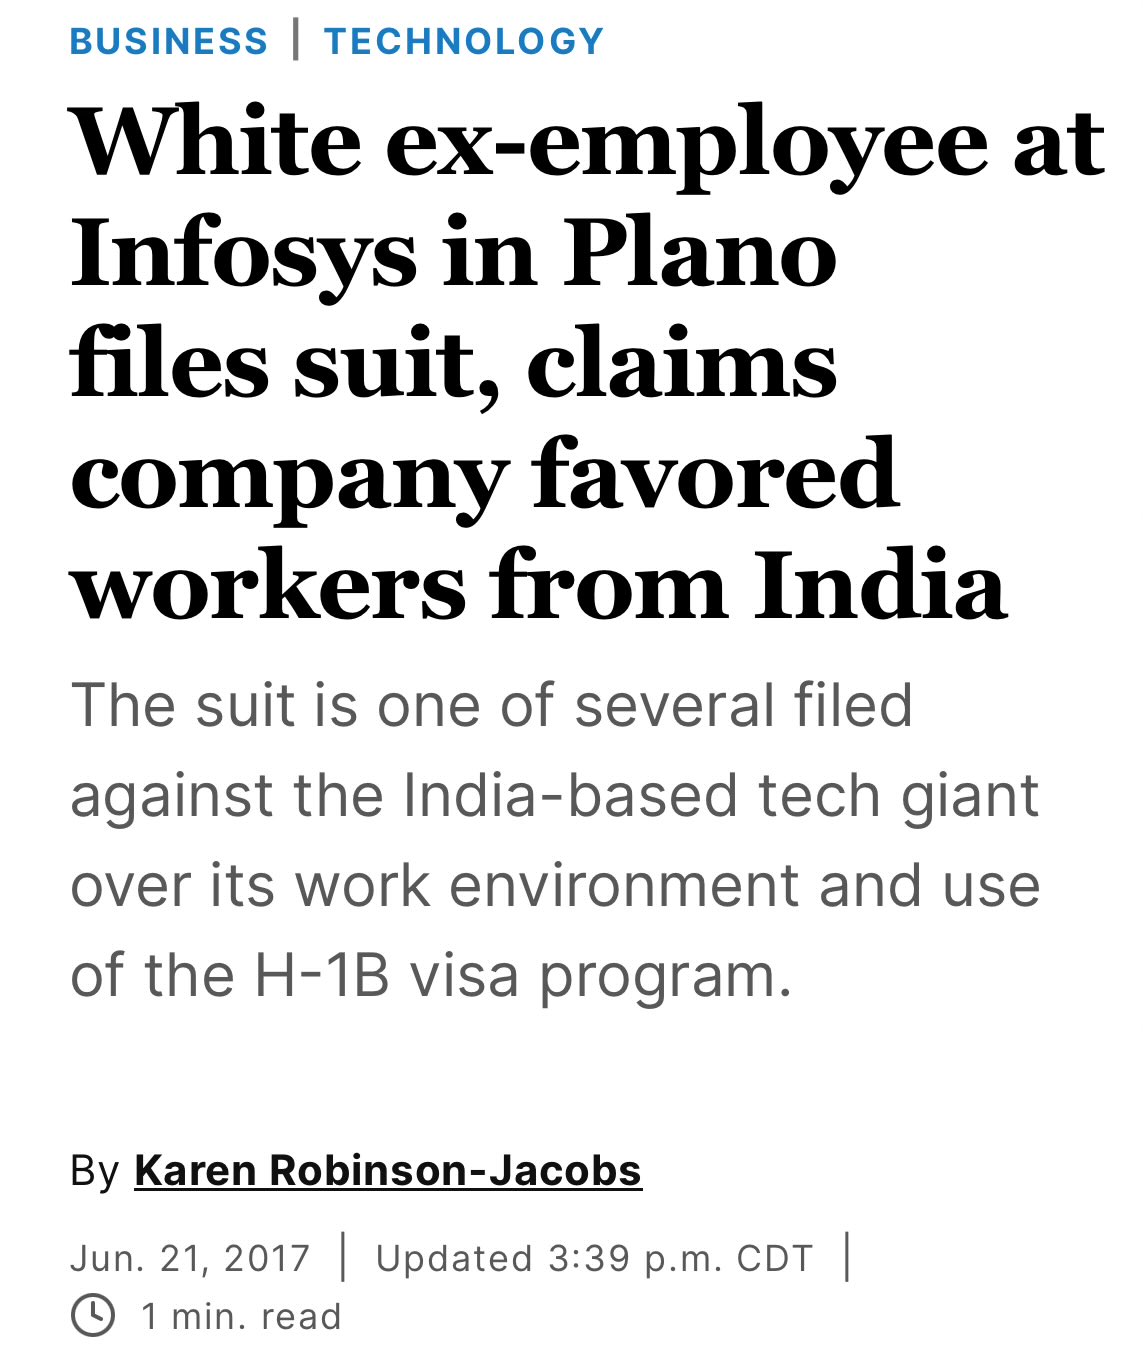 BUSINESS | TECHNOLOGY
White ex-employee at
Infosys in Plano
files suit, claims
company favored
workers from India
The suit is one of several filed
against the India-based tech giant
over its work environment and use
of the H-1B visa program.
By Karen Robinson-Jacobs
Jun. 21, 2017 | Updated 3:39 p.m. CDT |
1 min. read